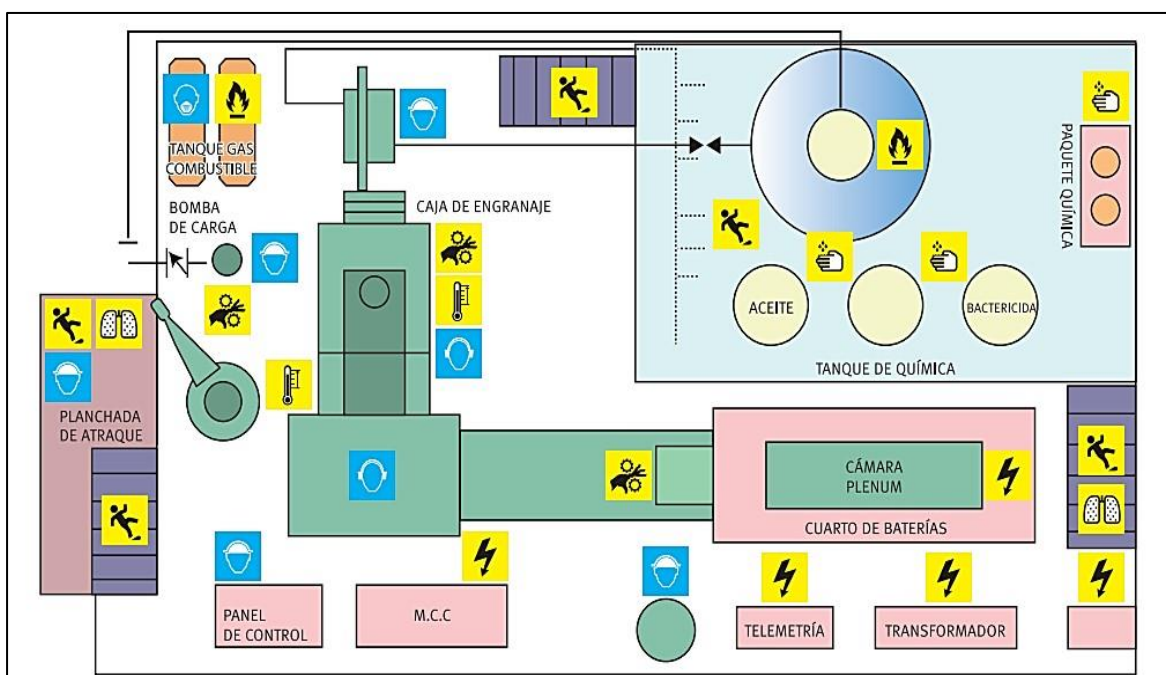 TANQUE GAS
COMBUSTIBLE
BOMBA
DE CARGA
CAJA DE ENGRANAJE
PAQUETE QUÍMICA
ACEITE
BACTERICIDA
TANQUE DE QUÍMICA
PLANCHADA
DE ATRAQUE
CÁMARA
PLENUM
CUARTO DE BATERÍAS
PANEL
DE CONTROL
M.C.C
TELEMETRÍA
TRANSFORMADOR